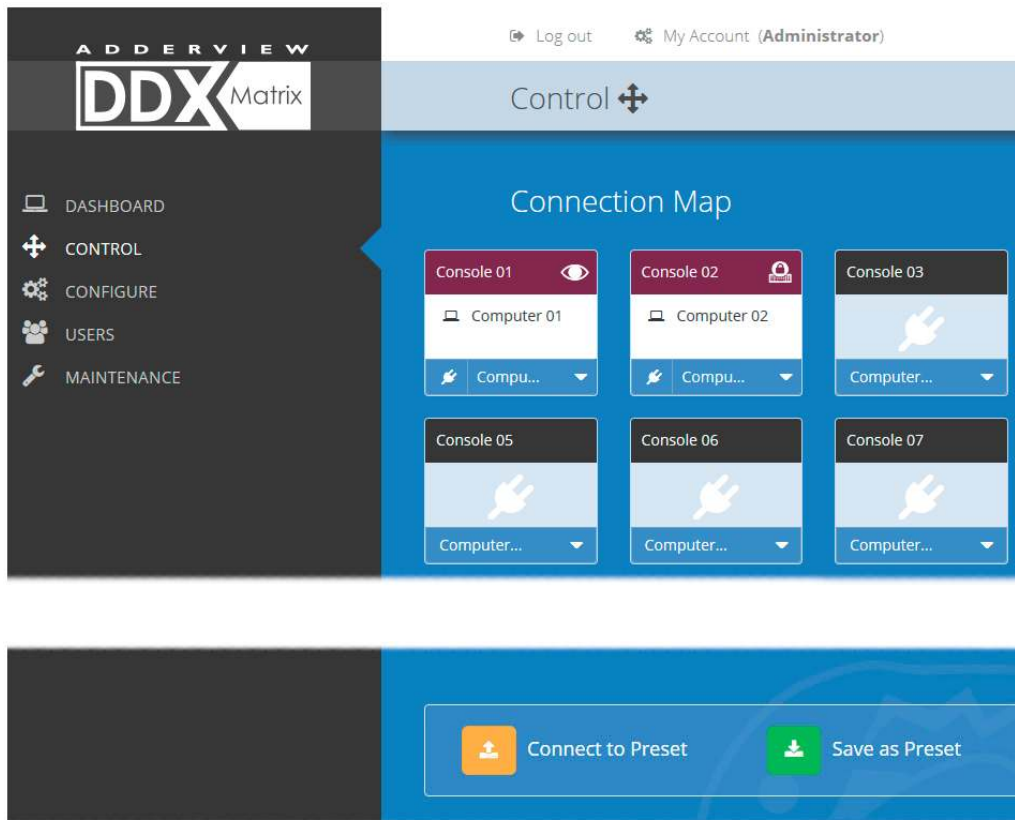 ADDERVIEW
DDX Matrix
Log out My Account (Administrator)
Control
DASHBOARD
CONTROL
CONFIGURE
USERS
MAINTENANCE
Connection Map
Console 01 Console 02 Console 03
Computer 01 Computer 02
Compu... Compu... Computer...
Console 05 Console 06 Console 07
Computer... Computer... Computer...
Connect to Preset Save as Preset